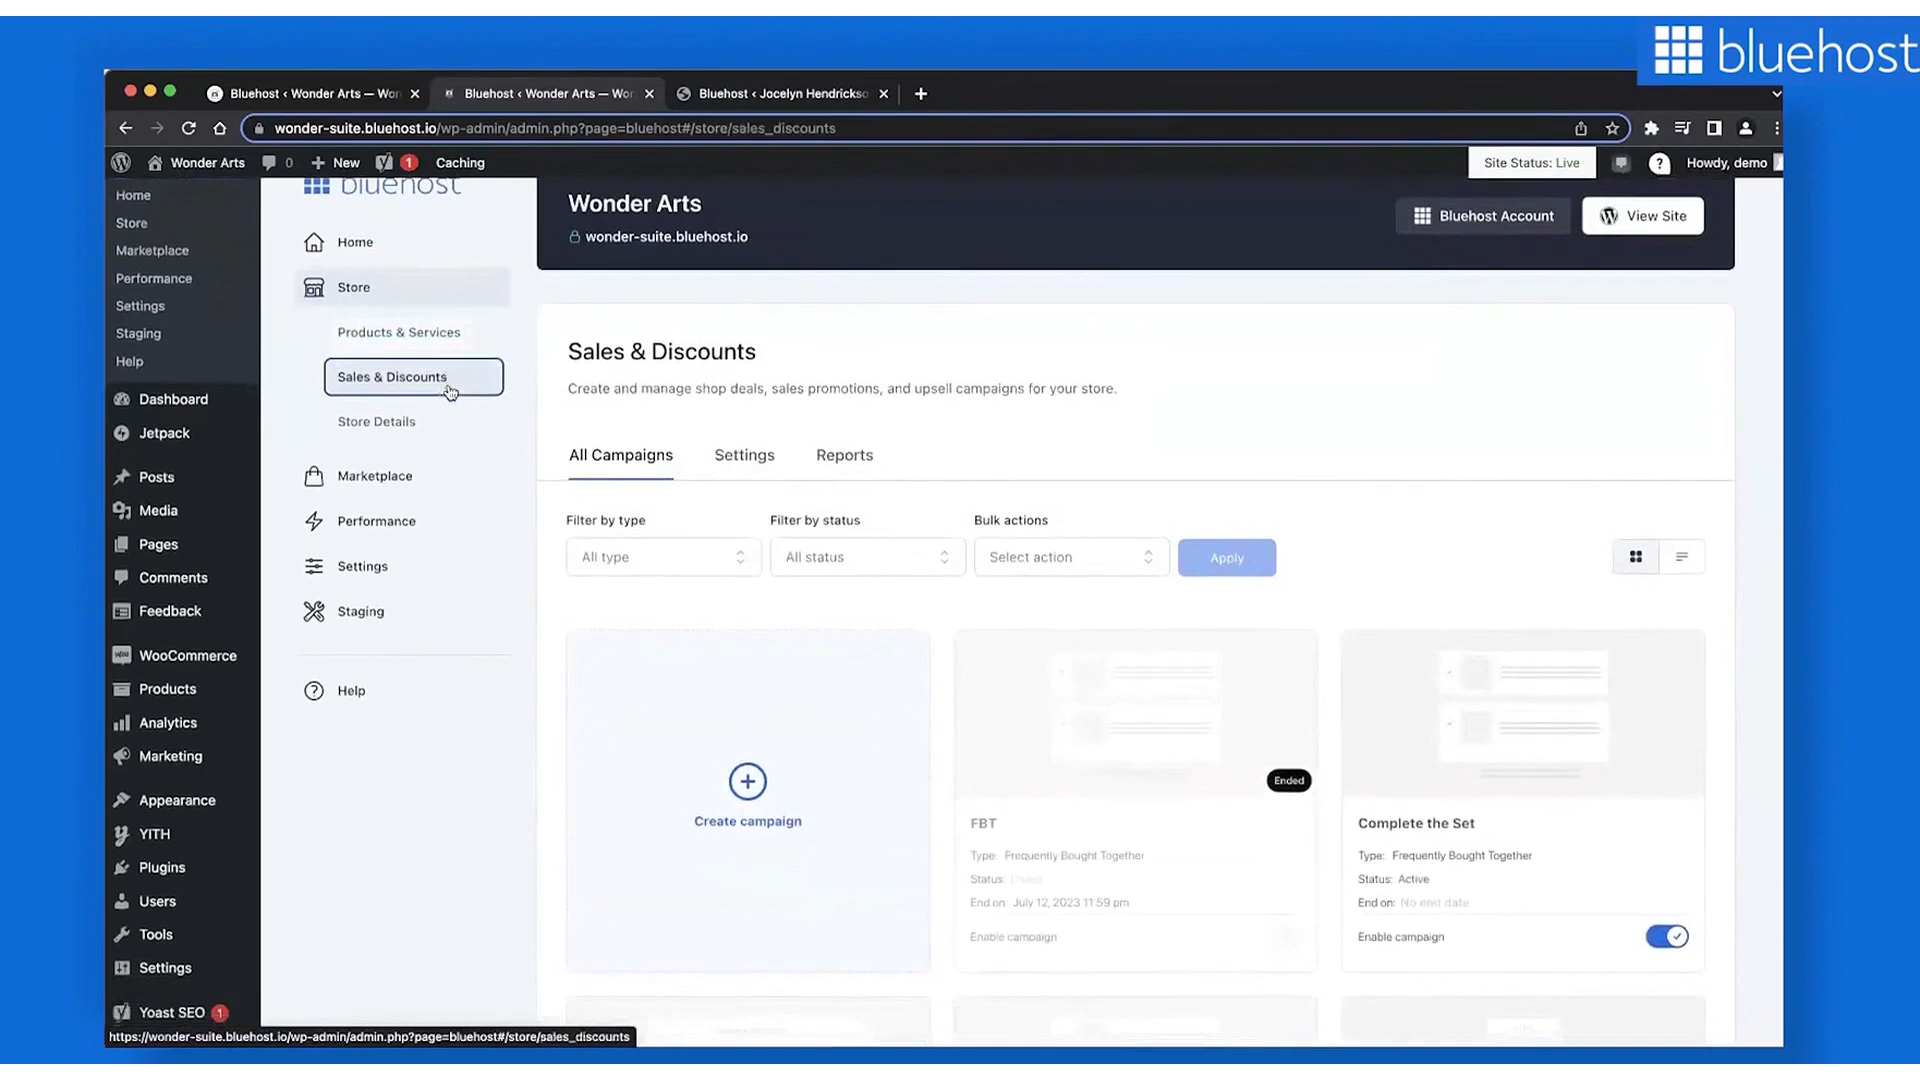 bluehost
Bluehost ‹ Wonder Arts — Wor
Bluehost ‹ Wonder Arts — Wor
Bluehost ‹ Jocelyn Hendrickso
wonder-suite.bluehost.io/wp-admin/admin.php?page=bluehost#/store/sales_discounts
Wonder Arts
0
New
1
Caching
Site Status: Live
?
Howdy, demo
Home
Store
Marketplace
Performance
Settings
Staging
Help
Dashboard
Jetpack
Posts
Media
Pages
Comments
Feedback
WooCommerce
Products
Analytics
Marketing
Appearance
YITH
Plugins
Users
Tools
Settings
Yoast SEO 1
bluehost
Home
Store
Products & Services
Sales & Discounts
Store Details
Marketplace
Performance
Settings
Staging
Help
Wonder Arts
wonder-suite.bluehost.io
Bluehost Account
View Site
Sales & Discounts
Create and manage shop deals, sales promotions, and upsell campaigns for your store.
All Campaigns
Settings
Reports
Filter by type
Filter by status
Bulk actions
All type
All status
Select action
Apply
Create campaign
Ended
FBT
Type: Frequently Bought Together
Status: Ended
End on: July 12, 2023 11:59 pm
Enable campaign
Complete the Set
Type: Frequently Bought Together
Status: Active
End on: No end date
Enable campaign
https://wonder-suite.bluehost.io/wp-admin/admin.php?page=bluehost#/store/sales_discounts